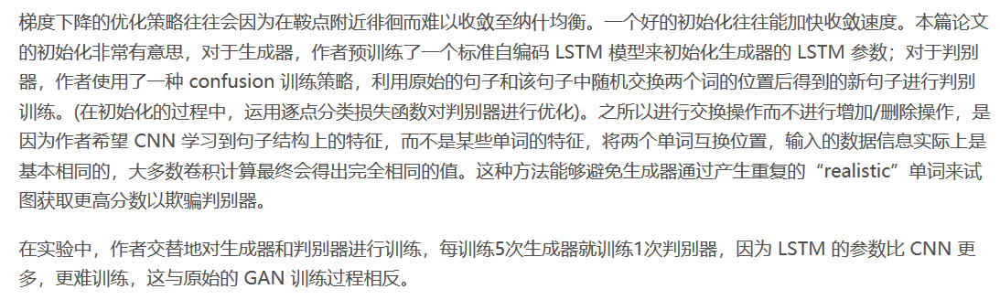 梯度下降的优化策略往往会因为在鞍点附近徘徊而难以收敛至纳什均衡。一个好的初始化往往能加快收敛速度。本篇论文
的初始化非常有意思，对于生成器，作者预训练了一个标准自编码 LSTM 模型来初始化生成器的 LSTM 参数；对于判别
器，作者使用了一种 confusion 训练策略，利用原始的句子和该句子中随机交换两个词的位置后得到的新句子进行判别
训练。(在初始化的过程中，运用逐点分类损失函数对判别器进行优化)。之所以进行交换操作而不进行增加/删除操作，是
因为作者希望 CNN 学习到句子结构上的特征，而不是某些单词的特征，将两个单词互换位置，输入的数据信息实际上是
基本相同的，大多数卷积计算最终会得出完全相同的值。这种方法能够避免生成器通过产生重复的“realistic”单词来试
图获取更高分数以欺骗判别器。
在实验中，作者交替地对生成器和判别器进行训练，每训练5次生成器就训练1次判别器，因为 LSTM 的参数比 CNN 更
多，更难训练，这与原始的 GAN 训练过程相反。